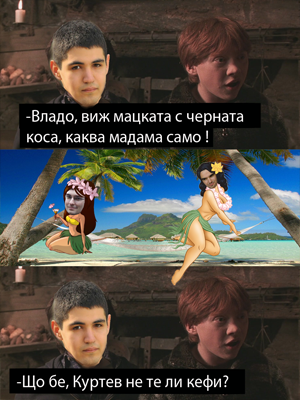 -Владо, виж мацката с черната
коса, каква мадама само !
-Що бе, Куртев не те ли кефи?